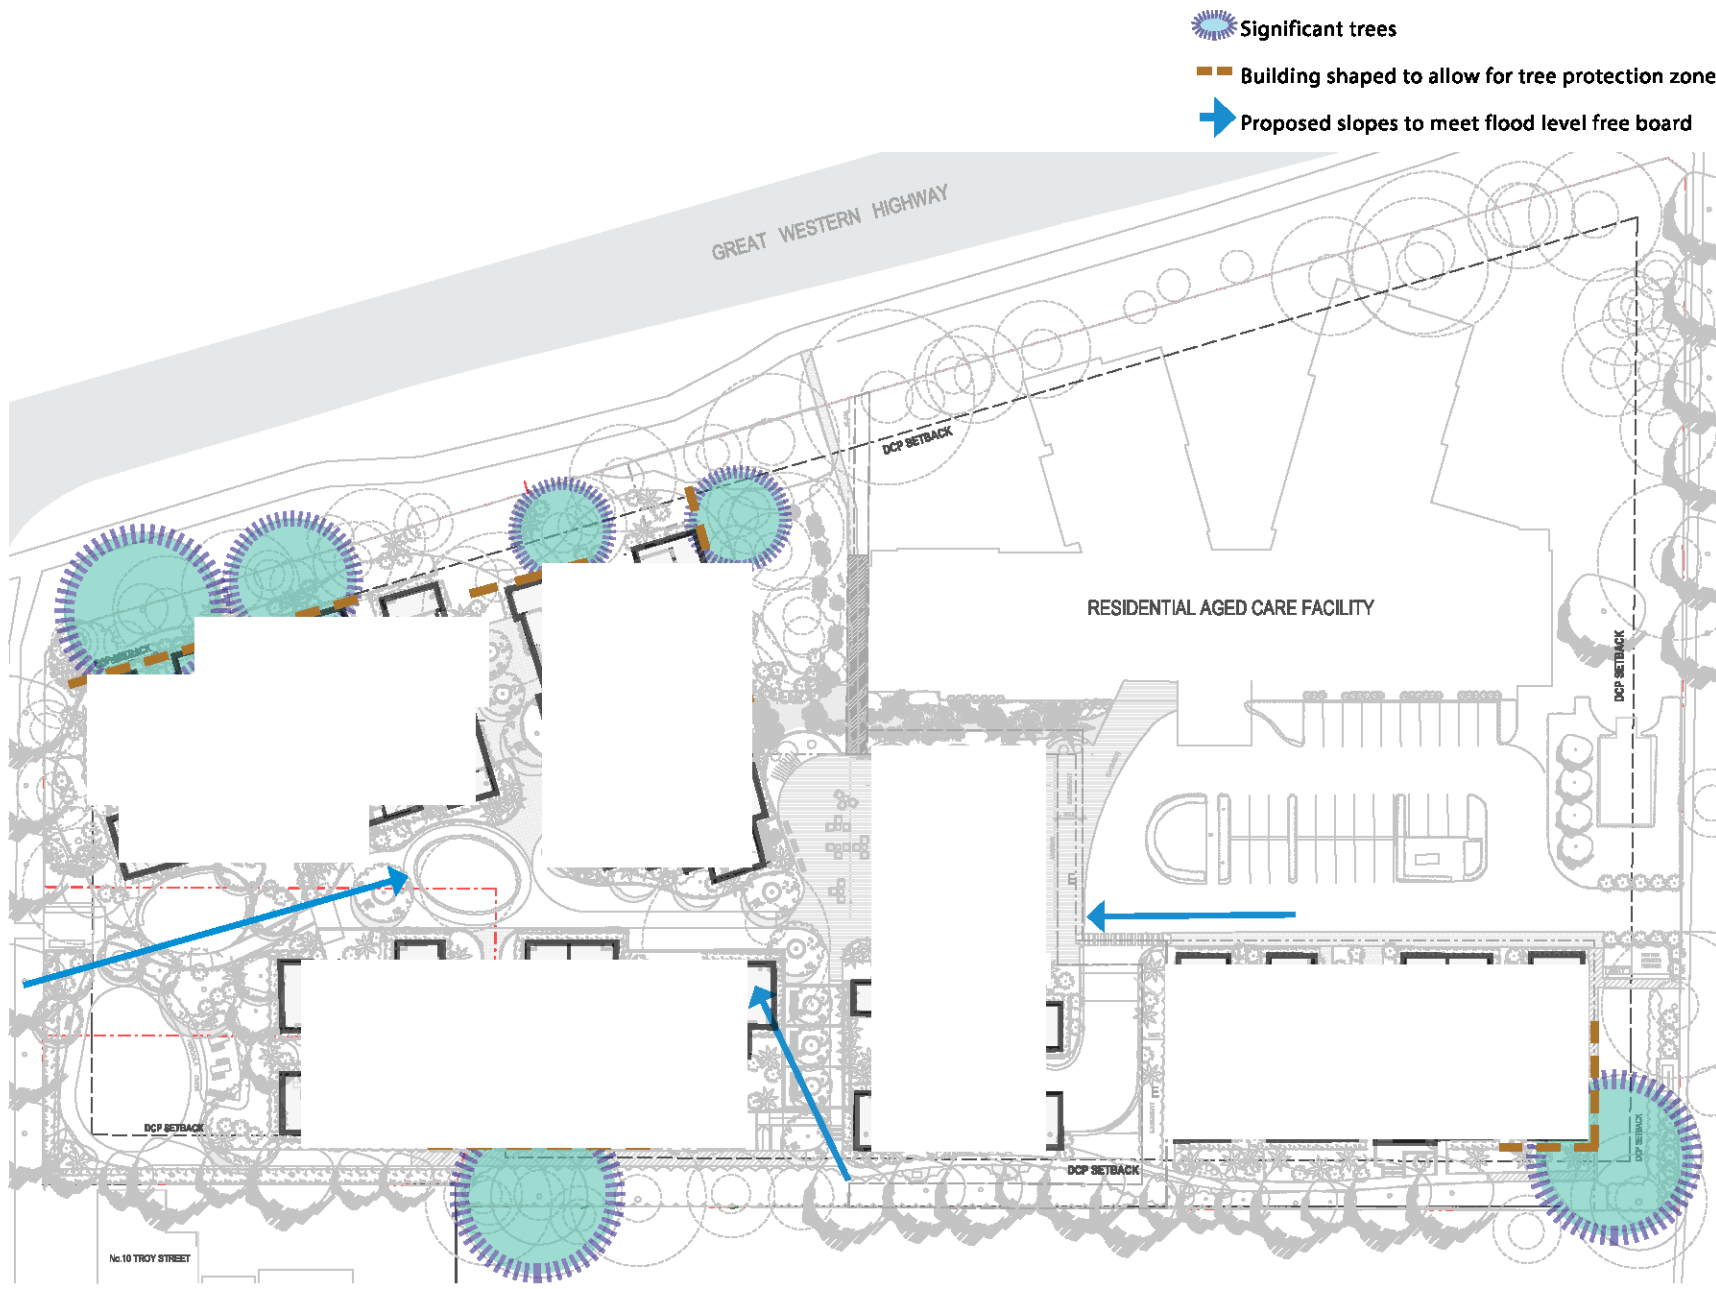 Significant trees
Building shaped to allow for tree protection zone
Proposed slopes to meet flood level free board
GREAT WESTERN HIGHWAY
DCP SETBACK
RESIDENTIAL AGED CARE FACILITY
DCP SETBACK
DCP SETBACK
DCP SETBACK
DCP SETBACK
No.10 TROY STREET